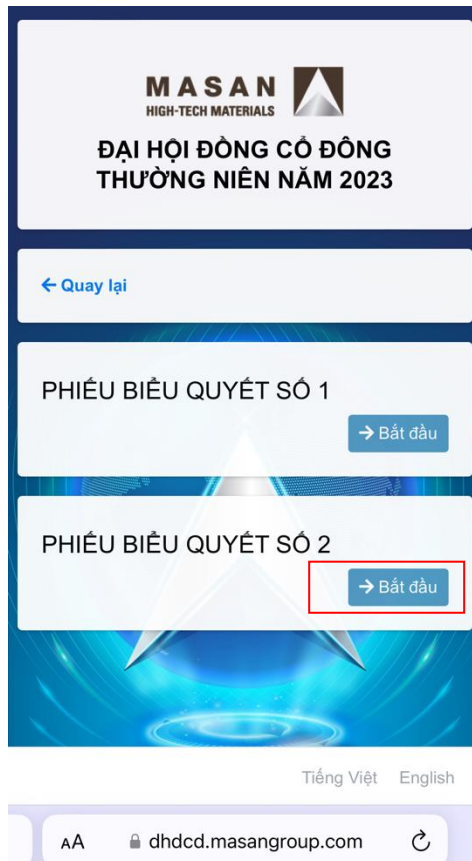 MASAN
HIGH-TECH MATERIALS
ĐẠI HỘI ĐỒNG CỔ ĐÔNG
THƯỜNG NIÊN NĂM 2023
Quay lại
PHIẾU BIỂU QUYẾT SỐ 1
Bắt đầu
PHIẾU BIỂU QUYẾT SỐ 2
Bắt đầu
Tiếng Việt English
AA dhdcd.masangroup.com